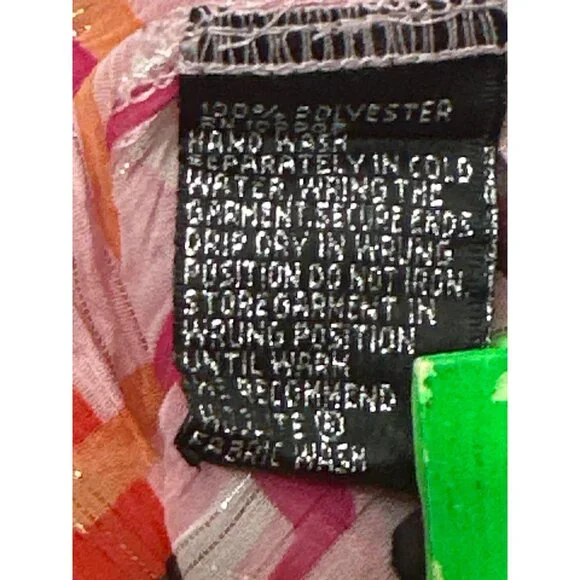 100% POLYESTER
HAND WASH
SEPARATELY IN COLD
WATER. WRING THE
GARMENT. SECURE ENDS
DRIP DRY IN WRUNG
POSITION DO NOT IRON
STORE GARMENT IN
WRUNG POSITION
UNTIL WARM
WE RECOMMEND
WOOLITE ®
FABRIC WASH